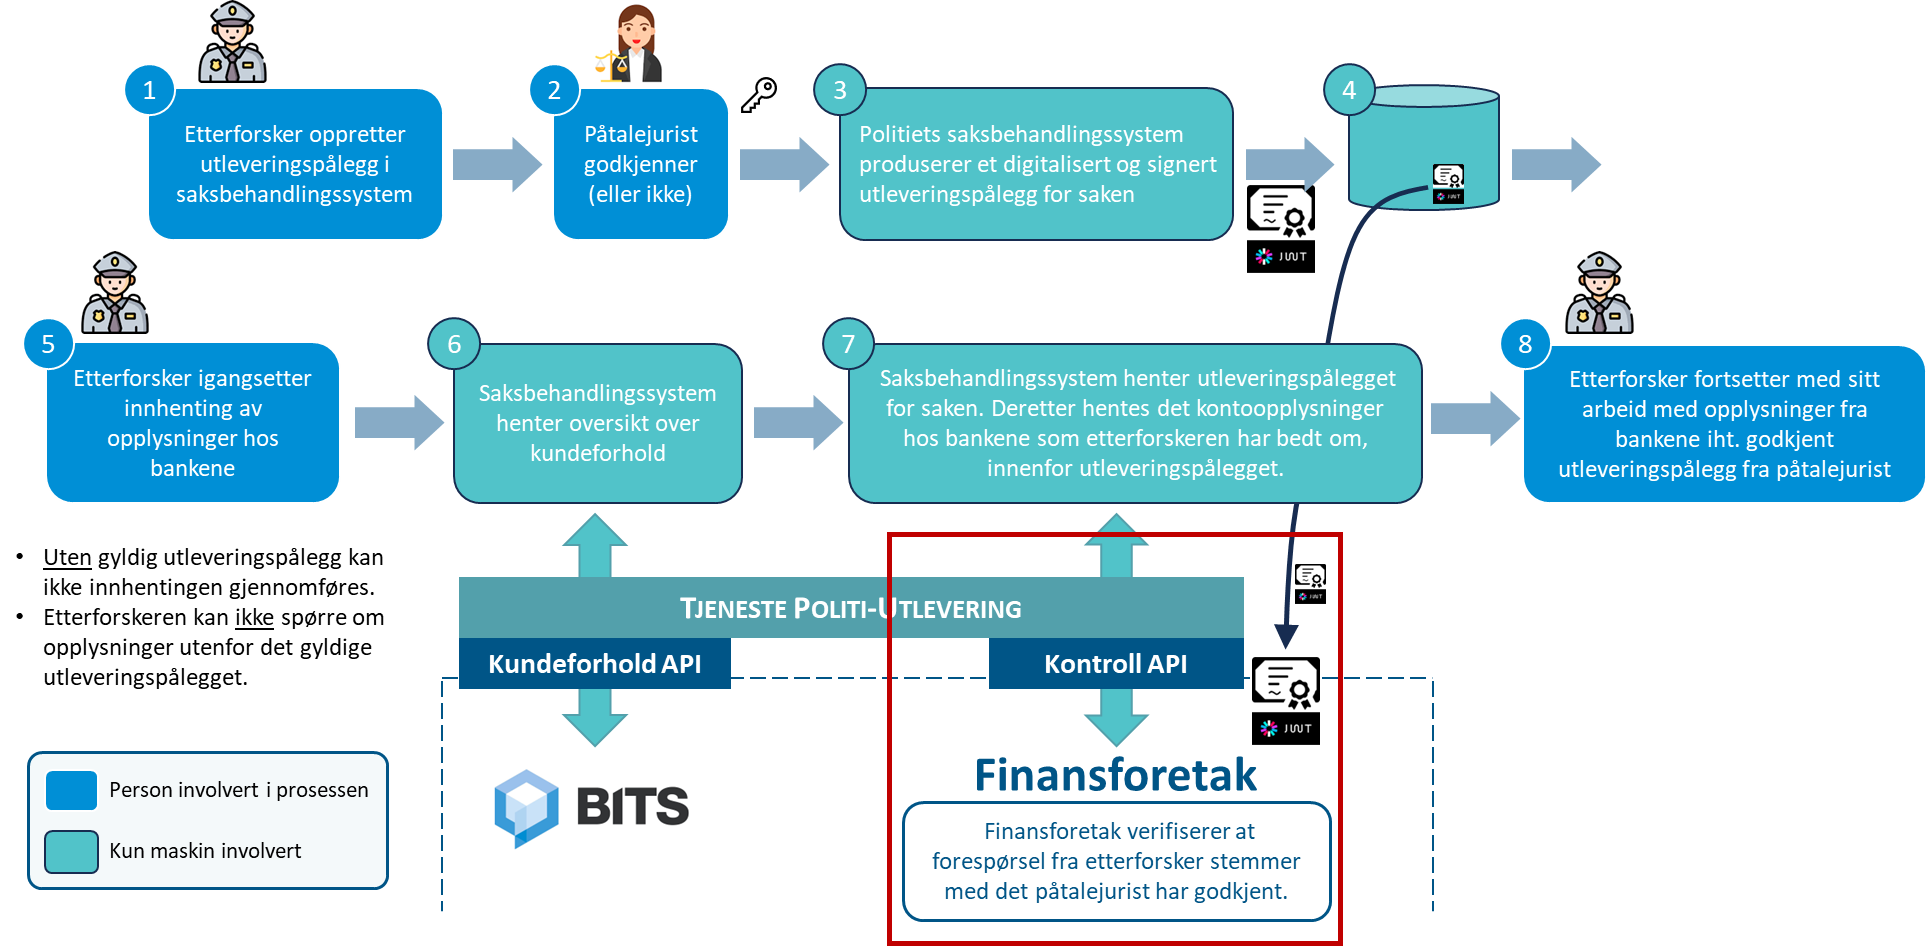 1
Etterforsker oppretter
utleveringspålegg i
saksbehandlingssystem
2
Påtalejurist
godkjenner
(eller ikke)
3
Politiets saksbehandlingssystem
produserer et digitalisert og signert
utleveringspålegg for saken
JWT
4
JWT
5
Etterforsker igangsetter
innhenting av
opplysninger hos
bankene
6
Saksbehandlingssystem
henter oversikt over
kundeforhold
7
Saksbehandlingssystem henter utleveringspålegget
for saken. Deretter hentes det kontoopplysninger
hos bankene som etterforskeren har bedt om,
innenfor utleveringspålegget.
8
Etterforsker fortsetter med sitt
arbeid med opplysninger fra
bankene iht. godkjent
utleveringspålegg fra påtalejurist
• Uten gyldig utleveringspålegg kan
ikke innhentingen gjennomføres.
• Etterforskeren kan ikke spørre om
opplysninger utenfor det gyldige
utleveringspålegget.
TJENESTE POLITI-UTLEVERING
Kundeforhold API
Kontroll API
JWT
JWT
BITS
Finansforetak
Finansforetak verifiserer at
forespørsel fra etterforsker stemmer
med det påtalejurist har godkjent.
Person involvert i prosessen
Kun maskin involvert